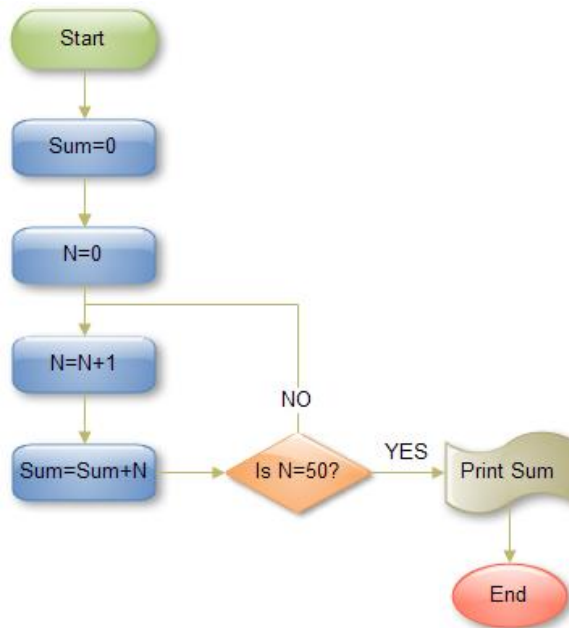 Start
Sum=0
N=0
N=N+1
Sum=Sum+N
Is N=50?
NO
YES
Print Sum
End